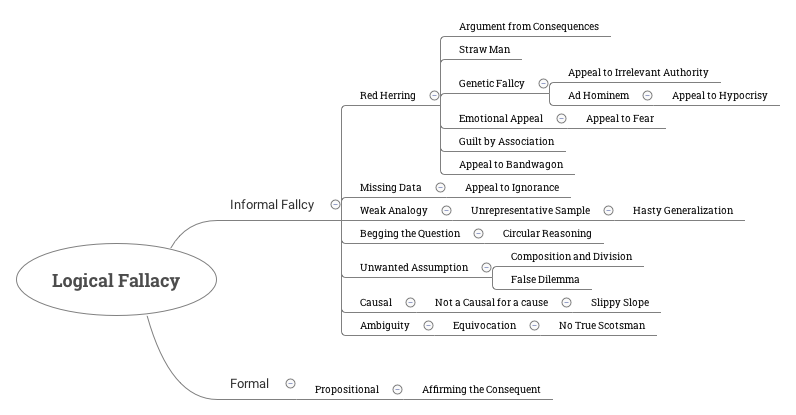 Argument from Consequences
Straw Man
Genetic Fallcy
Appeal to Irrelevant Authority
Red Herring
Ad Hominem
Appeal to Hypocrisy
Emotional Appeal
Appeal to Fear
Guilt by Association
Appeal to Bandwagon
Missing Data
Appeal to Ignorance
Informal Fallcy
Weak Analogy
Unrepresentative Sample
Hasty Generalization
Begging the Question
Circular Reasoning
Unwanted Assumption
Composition and Division
False Dilemma
Logical Fallacy
Causal
Not a Causal for a cause
Slippy Slope
Ambiguity
Equivocation
No True Scotsman
Formal
Propositional
Affirming the Consequent